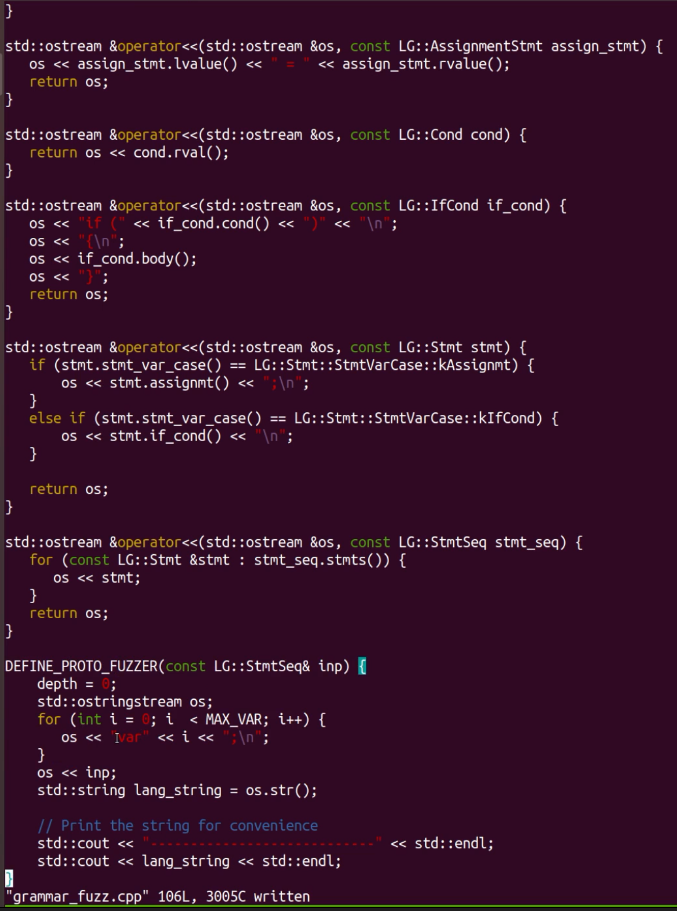 }
std::ostream &operator<<(std::ostream &os, const LG::AssignmentStmt assign_stmt) {
os << assign_stmt.lvalue() << " = " << assign_stmt.rvalue();
return os;
}
std::ostream &operator<<(std::ostream &os, const LG::Cond cond) {
return os << cond.rval();
}
std::ostream &operator<<(std::ostream &os, const LG::IfCond if_cond) {
os << "if (" << if_cond.cond() << ")" << "\n";
os << "{\n";
os << if_cond.body();
os << "}";
return os;
}
std::ostream &operator<<(std::ostream &os, const LG::Stmt stmt) {
if (stmt.stmt_var_case() == LG::Stmt::StmtVarCase::kAssignmt) {
os << stmt.assignmt() << ";\n";
}
else if (stmt.stmt_var_case() == LG::Stmt::StmtVarCase::kIfCond) {
os << stmt.if_cond() << "\n";
}
return os;
}
std::ostream &operator<<(std::ostream &os, const LG::StmtSeq stmt_seq) {
for (const LG::Stmt &stmt : stmt_seq.stmts()) {
os << stmt;
}
return os;
}
DEFINE_PROTO_FUZZER(const LG::StmtSeq& inp) {
depth = 0;
std::ostringstream os;
for (int i = 0; i  < MAX_VAR; i++) {
os << "var" << i << ";\n";
}
os << inp;
std::string lang_string = os.str();
// Print the string for convenience
std::cout << "----------------------------" << std::endl;
std::cout << lang_string << std::endl;
}
"grammar_fuzz.cpp" 106L, 3005C written